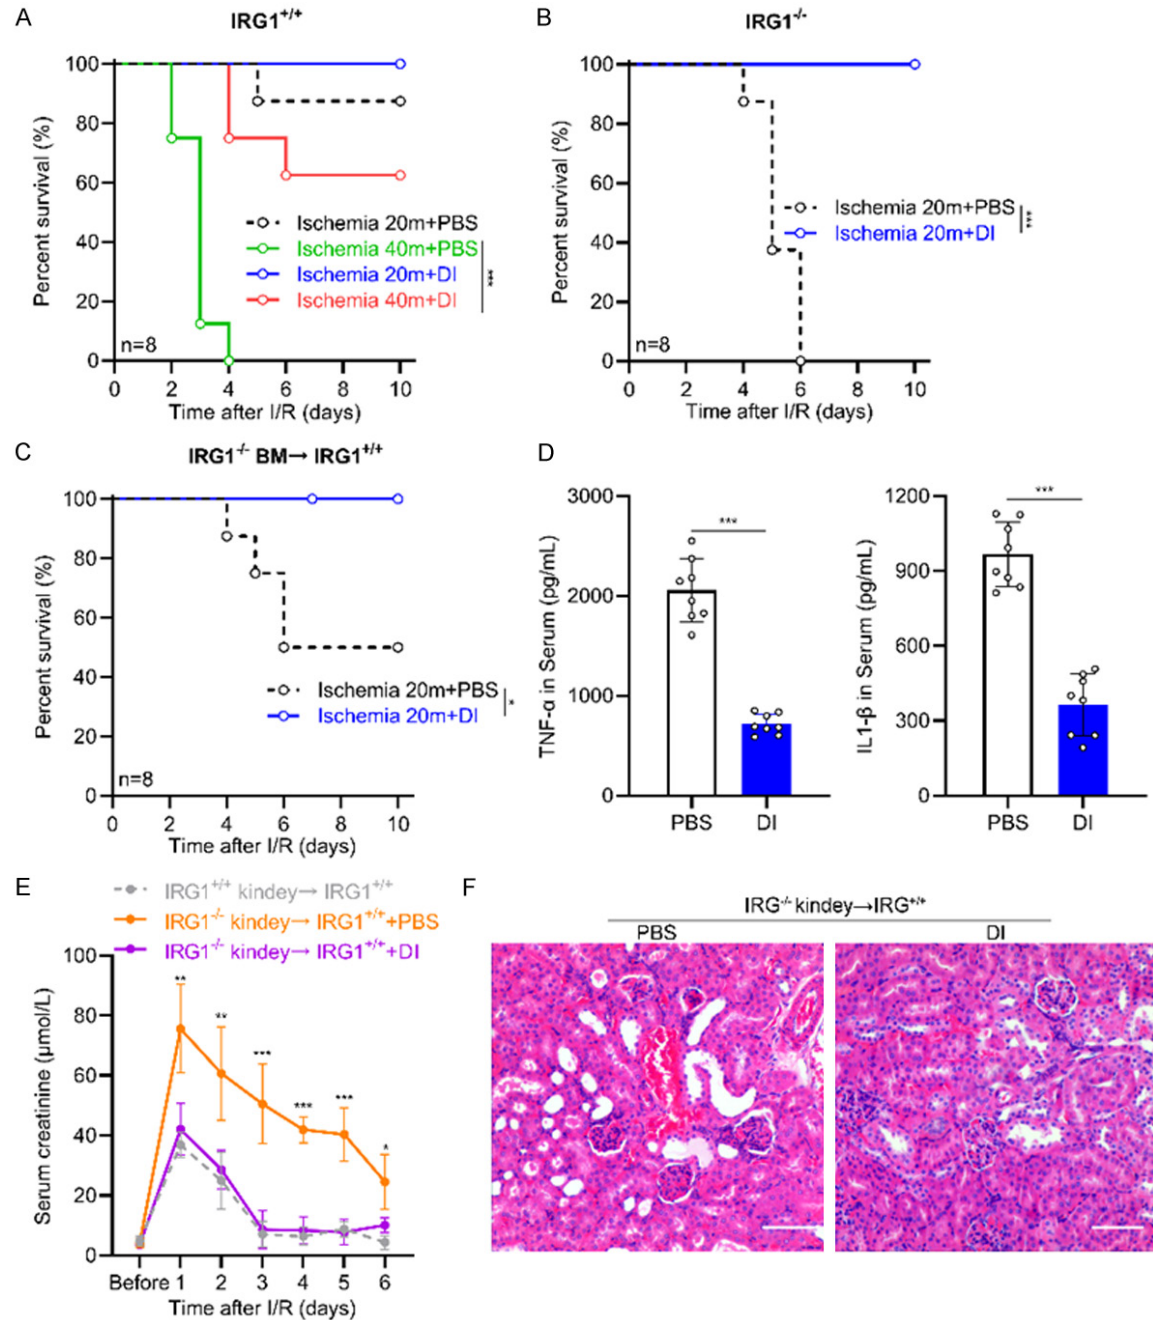 A
IRG1+/+
Percent survival (%)
100
80
60
40
20
0
Ischemia 20m+PBS
Ischemia 40m+PBS
Ischemia 20m+DI
Ischemia 40m+DI
***
n=8
0 2 4 6 8 10
Time after I/R (days)
B
IRG1-/-
Percent survival (%)
100
80
60
40
20
0
Ischemia 20m+PBS
Ischemia 20m+DI
***
n=8
0 2 4 6 8 10
Time after I/R (days)
C
IRG1-/- BM→ IRG1+/+
Percent survival (%)
100
80
60
40
20
0
Ischemia 20m+PBS
Ischemia 20m+DI
*
n=8
0 2 4 6 8 10
Time after I/R (days)
D
TNF-α in Serum (pg/mL)
3000
2000
1000
0
***
PBS DI
IL1-β in Serum (pg/mL)
1200
900
600
300
0
***
PBS DI
E
IRG1+/+ kindey→ IRG1+/+
IRG1-/- kindey→ IRG1+/++PBS
IRG1-/- kindey→ IRG1+/++DI
Serum creatinine (μmol/L)
100
80
60
40
20
0
**
**
***
***
***
*
Before 1 2 3 4 5 6
Time after I/R (days)
F
IRG-/- kindey→IRG+/+
PBS DI